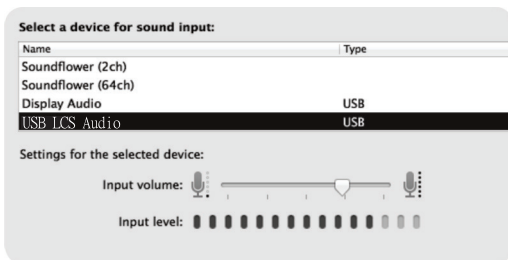 Select a device for sound input:
Name Type
Soundflower (2ch)
Soundflower (64ch)
Display Audio USB
USB LCS Audio USB
Settings for the selected device:
Input volume:
Input level: